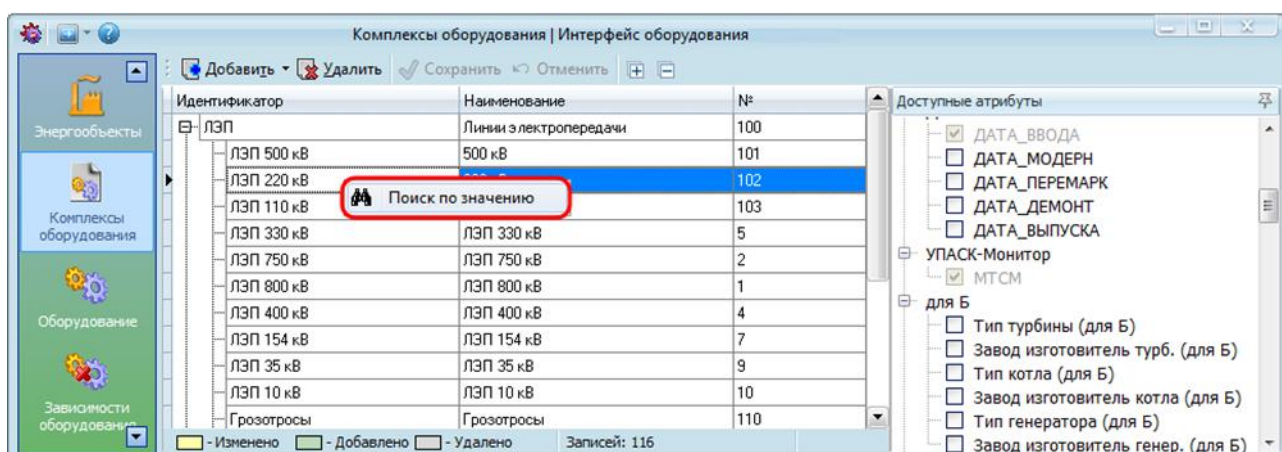 Комплексы оборудования | Интерфейс оборудования
Добавить Удалить Сохранить Отменить
Энергообъекты
Комплексы
оборудования
Оборудование
Зависимости
оборудования
Идентификатор Наименование №
ЛЭП Линии электропередачи 100
ЛЭП 500 кВ 500 кВ 101
ЛЭП 220 кВ 102
Поиск по значению
ЛЭП 110 кВ 103
ЛЭП 330 кВ ЛЭП 330 кВ 5
ЛЭП 750 кВ ЛЭП 750 кВ 2
ЛЭП 800 кВ ЛЭП 800 кВ 1
ЛЭП 400 кВ ЛЭП 400 кВ 4
ЛЭП 154 кВ ЛЭП 154 кВ 7
ЛЭП 35 кВ ЛЭП 35 кВ 9
ЛЭП 10 кВ ЛЭП 10 кВ 10
Грозотросы Грозотросы 110
- Изменено - Добавлено - Удалено Записей: 116
Доступные атрибуты
ДАТА_ВВОДА
ДАТА_МОДЕРН
ДАТА_ПЕРЕМАРК
ДАТА_ДЕМОНТ
ДАТА_ВЫПУСКА
УПАСК-Монитор
МТСМ
для Б
Тип турбины (для Б)
Завод изготовитель турб. (для Б)
Тип котла (для Б)
Завод изготовитель котла (для Б)
Тип генератора (для Б)
Завод изготовитель генер. (для Б)